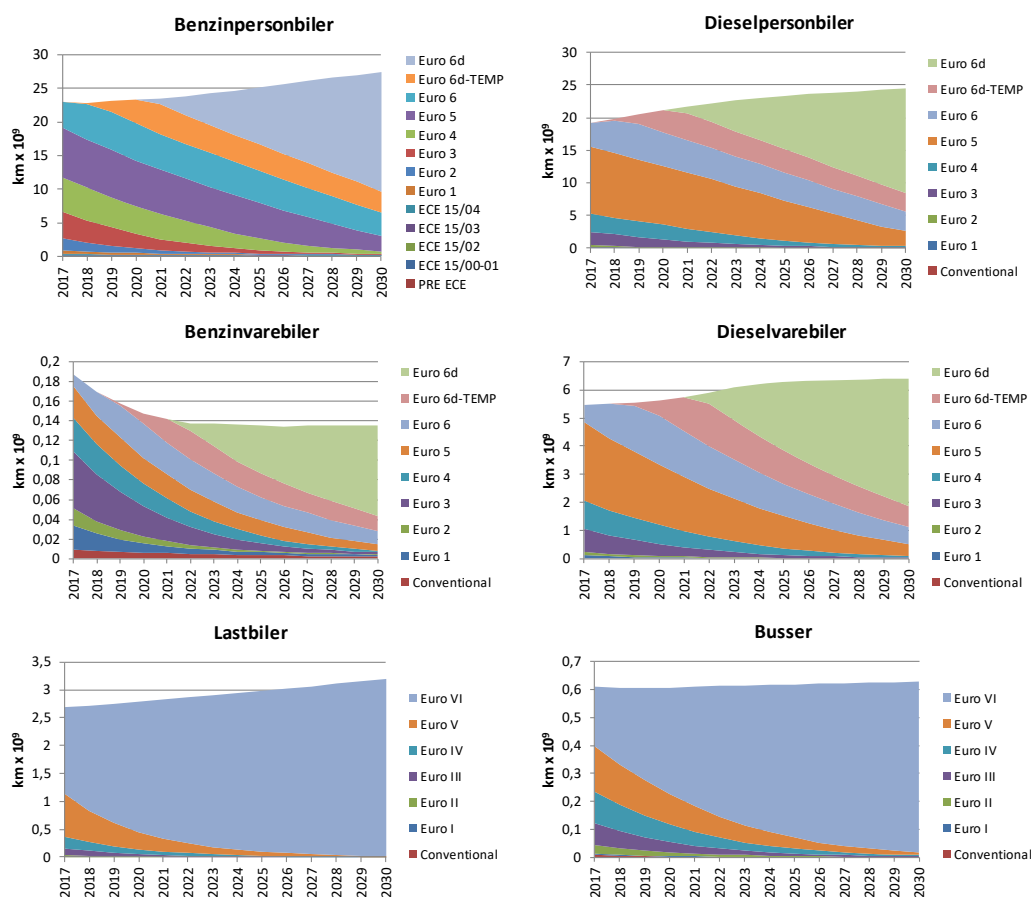 Benzinpersonbiler
km x 10⁹
30
25
20
15
10
5
0
2017 2018 2019 2020 2021 2022 2023 2024 2025 2026 2027 2028 2029 2030
Euro 6d
Euro 6d-TEMP
Euro 6
Euro 5
Euro 4
Euro 3
Euro 2
Euro 1
ECE 15/04
ECE 15/03
ECE 15/02
ECE 15/00-01
PRE ECE
Dieselpersonbiler
km x 10⁹
30
25
20
15
10
5
0
2017 2018 2019 2020 2021 2022 2023 2024 2025 2026 2027 2028 2029 2030
Euro 6d
Euro 6d-TEMP
Euro 6
Euro 5
Euro 4
Euro 3
Euro 2
Euro 1
Conventional
Benzinvarebiler
km x 10⁹
0,2
0,18
0,16
0,14
0,12
0,1
0,08
0,06
0,04
0,02
0
2017 2018 2019 2020 2021 2022 2023 2024 2025 2026 2027 2028 2029 2030
Euro 6d
Euro 6d-TEMP
Euro 6
Euro 5
Euro 4
Euro 3
Euro 2
Euro 1
Conventional
Dieselvarebiler
km x 10⁹
7
6
5
4
3
2
1
0
2017 2018 2019 2020 2021 2022 2023 2024 2025 2026 2027 2028 2029 2030
Euro 6d
Euro 6d-TEMP
Euro 6
Euro 5
Euro 4
Euro 3
Euro 2
Euro 1
Conventional
Lastbiler
km x 10⁹
3,5
3
2,5
2
1,5
1
0,5
0
2017 2018 2019 2020 2021 2022 2023 2024 2025 2026 2027 2028 2029 2030
Euro VI
Euro V
Euro IV
Euro III
Euro II
Euro I
Conventional
Busser
km x 10⁹
0,7
0,6
0,5
0,4
0,3
0,2
0,1
0
2017 2018 2019 2020 2021 2022 2023 2024 2025 2026 2027 2028 2029 2030
Euro VI
Euro V
Euro IV
Euro III
Euro II
Euro I
Conventional